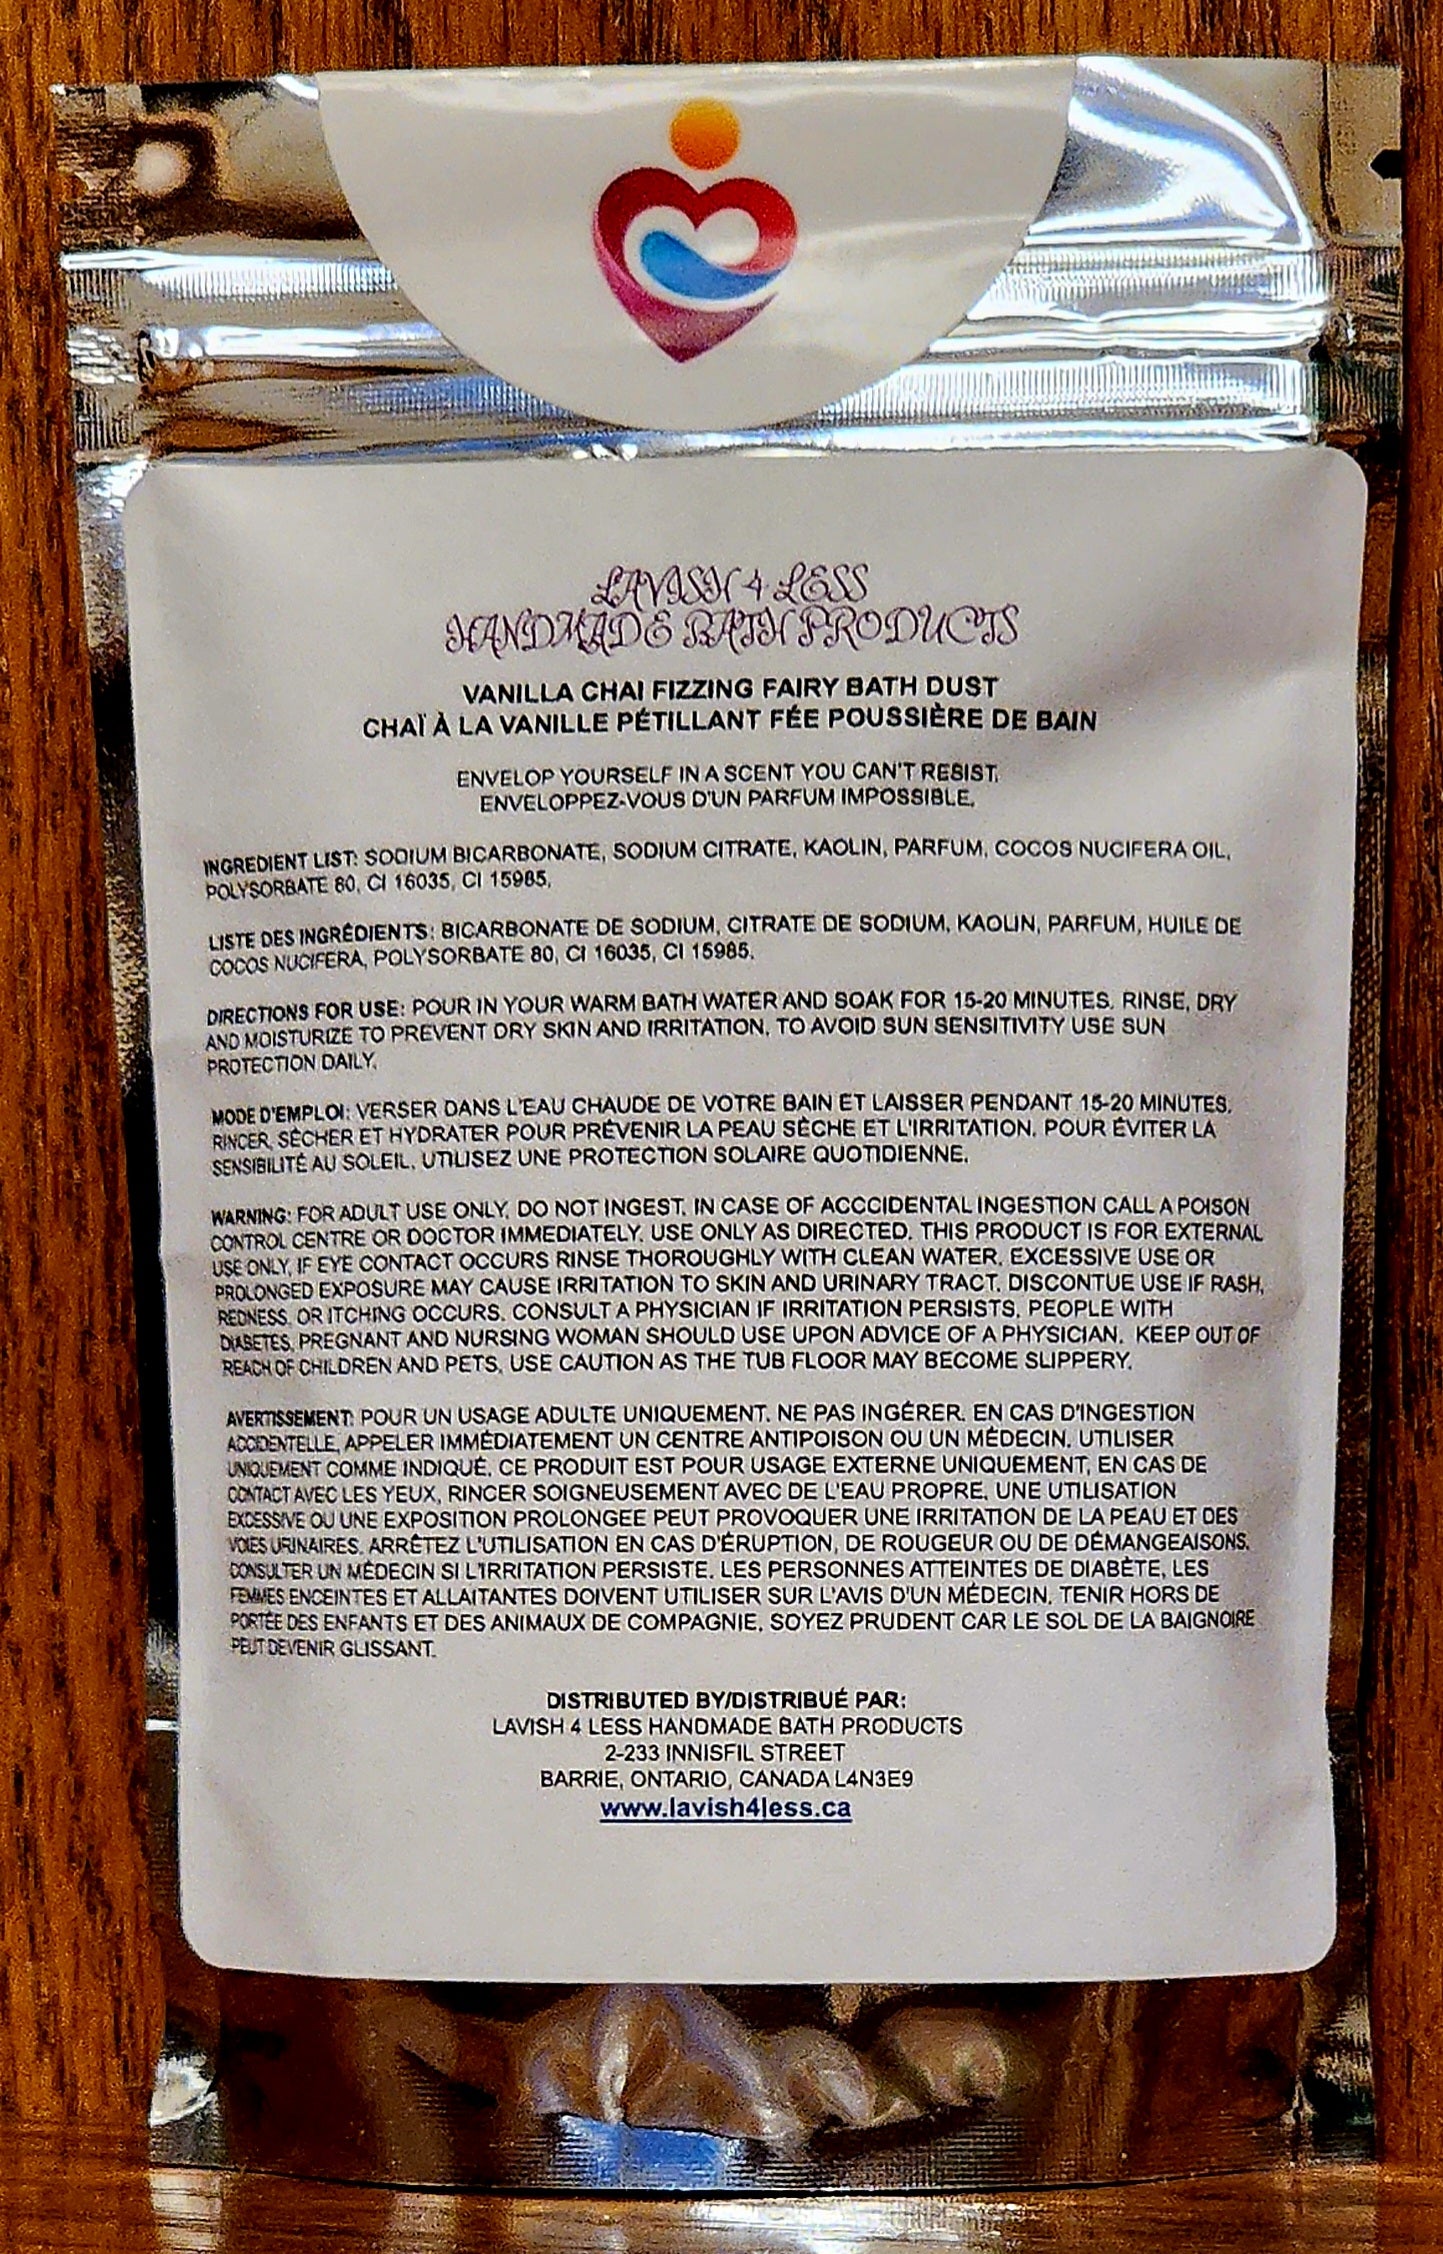 LAVISH 4 LESS
HANDMADE BATH PRODUCTS
VANILLA CHAI FIZZING FAIRY BATH DUST
CHAÏ À LA VANILLE PÉTILLANT FÉE POUSSIÈRE DE BAIN
ENVELOP YOURSELF IN A SCENT YOU CAN'T RESIST.
ENVELOPPEZ-VOUS D'UN PARFUM IMPOSSIBLE.
INGREDIENT LIST: SODIUM BICARBONATE, SODIUM CITRATE, KAOLIN, PARFUM, COCOS NUCIFERA OIL,
POLYSORBATE 80, CI 16035, CI 15985.
LISTE DES INGRÉDIENTS: BICARBONATE DE SODIUM, CITRATE DE SODIUM, KAOLIN, PARFUM, HUILE DE
COCOS NUCIFERA, POLYSORBATE 80, CI 16035, CI 15985.
DIRECTIONS FOR USE: POUR IN YOUR WARM BATH WATER AND SOAK FOR 15-20 MINUTES. RINSE, DRY
AND MOISTURIZE TO PREVENT DRY SKIN AND IRRITATION. TO AVOID SUN SENSITIVITY USE SUN
PROTECTION DAILY.
MODE D'EMPLOI: VERSER DANS L'EAU CHAUDE DE VOTRE BAIN ET LAISSER PENDANT 15-20 MINUTES.
RINCER, SÉCHER ET HYDRATER POUR PRÉVENIR LA PEAU SÈCHE ET L'IRRITATION. POUR ÉVITER LA
SENSIBILITÉ AU SOLEIL, UTILISEZ UNE PROTECTION SOLAIRE QUOTIDIENNE.
WARNING: FOR ADULT USE ONLY. DO NOT INGEST. IN CASE OF ACCCIDENTAL INGESTION CALL A POISON
CONTROL CENTRE OR DOCTOR IMMEDIATELY. USE ONLY AS DIRECTED. THIS PRODUCT IS FOR EXTERNAL
USE ONLY, IF EYE CONTACT OCCURS RINSE THOROUGHLY WITH CLEAN WATER. EXCESSIVE USE OR
PROLONGED EXPOSURE MAY CAUSE IRRITATION TO SKIN AND URINARY TRACT. DISCONTUE USE IF RASH,
REDNESS, OR ITCHING OCCURS. CONSULT A PHYSICIAN IF IRRITATION PERSISTS. PEOPLE WITH
DIABETES, PREGNANT AND NURSING WOMAN SHOULD USE UPON ADVICE OF A PHYSICIAN. KEEP OUT OF
REACH OF CHILDREN AND PETS. USE CAUTION AS THE TUB FLOOR MAY BECOME SLIPPERY.
AVERTISSEMENT: POUR UN USAGE ADULTE UNIQUEMENT. NE PAS INGÉRER. EN CAS D'INGESTION
ACCIDENTELLE, APPELER IMMÉDIATEMENT UN CENTRE ANTIPOISON OU UN MÉDECIN. UTILISER
UNIQUEMENT COMME INDIQUÉ. CE PRODUIT EST POUR USAGE EXTERNE UNIQUEMENT, EN CAS DE
CONTACT AVEC LES YEUX, RINCER SOIGNEUSEMENT AVEC DE L'EAU PROPRE. UNE UTILISATION
EXCESSIVE OU UNE EXPOSITION PROLONGEE PEUT PROVOQUER UNE IRRITATION DE LA PEAU ET DES
VOIES URINAIRES. ARRÊTEZ L'UTILISATION EN CAS D'ÉRUPTION, DE ROUGEUR OU DE DÉMANGEAISONS.
CONSULTER UN MÉDECIN SI L'IRRITATION PERSISTE. LES PERSONNES ATTEINTES DE DIABÈTE, LES
FEMMES ENCEINTES ET ALLAITANTES DOIVENT UTILISER SUR L'AVIS D'UN MÉDECIN. TENIR HORS DE
PORTÉE DES ENFANTS ET DES ANIMAUX DE COMPAGNIE. SOYEZ PRUDENT CAR LE SOL DE LA BAIGNOIRE
PEUT DEVENIR GLISSANT.
DISTRIBUTED BY/DISTRIBUÉ PAR:
LAVISH 4 LESS HANDMADE BATH PRODUCTS
2-233 INNISFIL STREET
BARRIE, ONTARIO, CANADA L4N3E9
www.lavish4less.ca